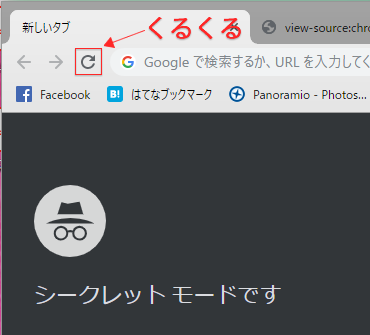 新しいタブ
くるくる
view-source:chro
Google で検索するか、URL を入力してく
Facebook
B! はてなブックマーク
Panoramio - Photos...
シークレット モードです